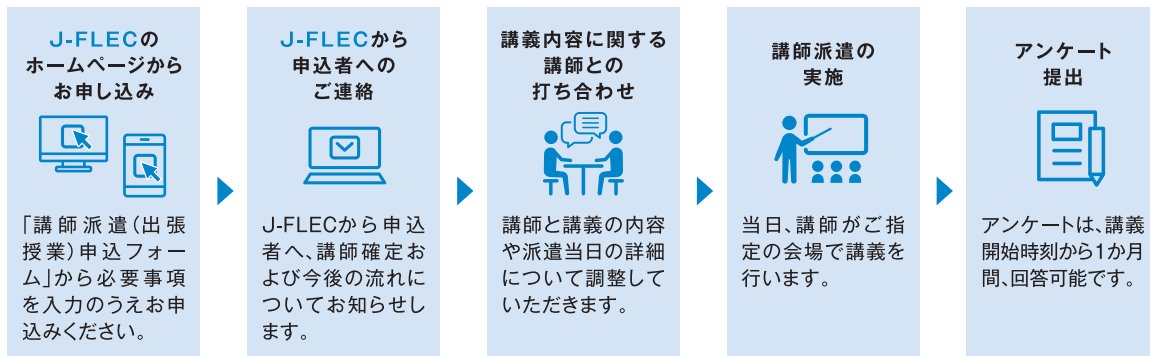 J-FLECの
ホームページから
お申し込み
「講師派遣（出張
授業）申込フォー
ム」から必要事項
を入力のうえお申
込みください。
J-FLECから
申込者への
ご連絡
J-FLECから申込
者へ、講師確定お
よび今後の流れに
ついてお知らせし
ます。
講義内容に関する
講師との
打ち合わせ
講師と講義の内容
や派遣当日の詳細
について調整して
いただきます。
講師派遣の
実施
当日、講師がご指
定の会場で講義を
行います。
アンケート
提出
アンケートは、講義
開始時刻から1か月
間、回答可能です。